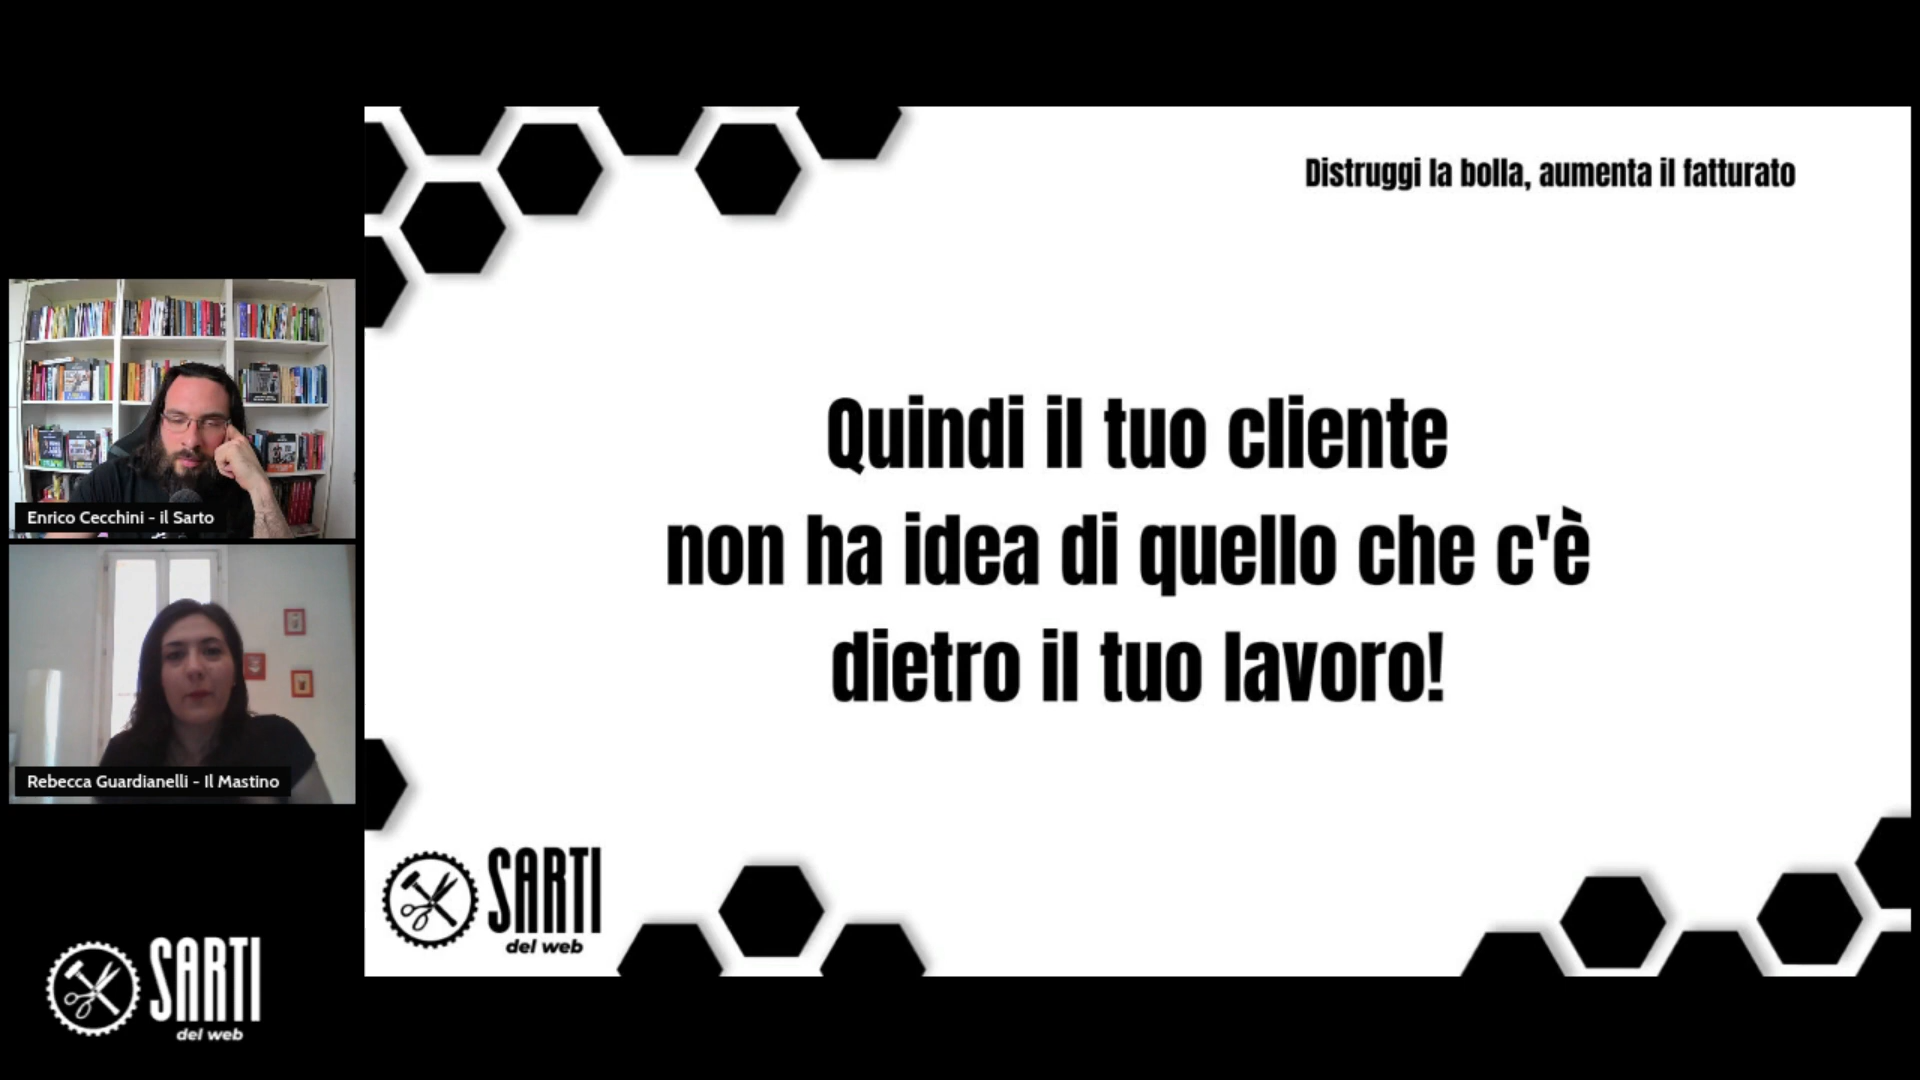 Distruggi la bolla, aumenta il fatturato
Quindi il tuo cliente
non ha idea di quello che c'è
dietro il tuo lavoro!
Enrico Cecchini - il Sarto
Rebecca Guardianelli - Il Mastino
SARTI
del web
SARTI
del web